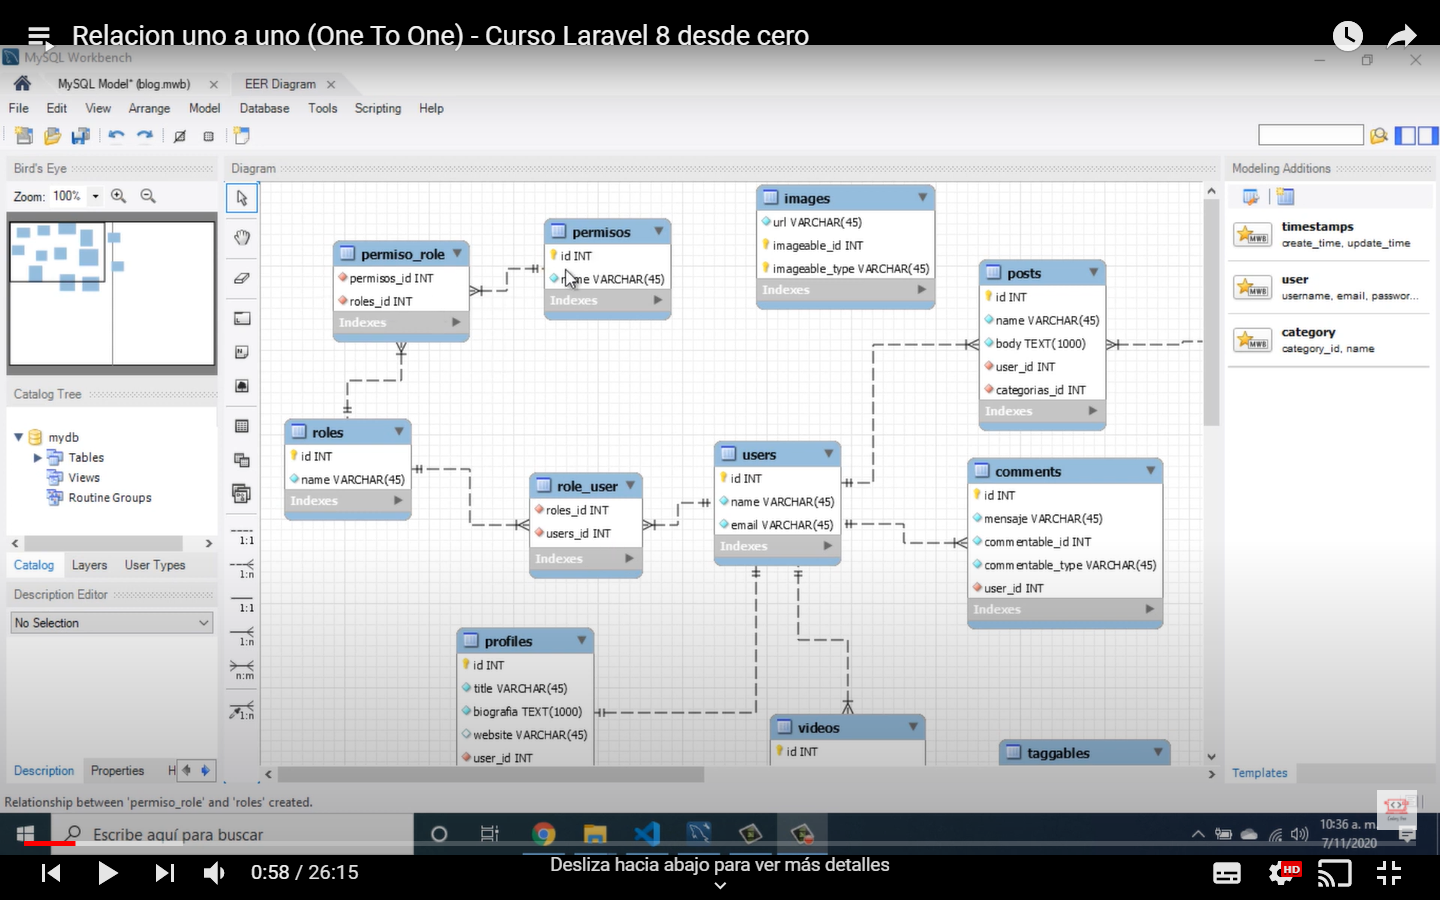 Relacion uno a uno (One To One) - Curso Laravel 8 desde cero
MySQL Workbench
MySQL Model* (blog.mwb)
EER Diagram
File Edit View Arrange Model Database Tools Scripting Help
Bird's Eye
Zoom: 100%
Catalog Tree
mydb
Tables
Views
Routine Groups
Catalog Layers User Types
Description Editor
No Selection
Description Properties H
Diagram
1:1
1:n
1:1
1:n
n:m
1:n
permiso_role
permisos_id INT
roles_id INT
Indexes
permisos
id INT
name VARCHAR(45)
Indexes
images
url VARCHAR(45)
imageable_id INT
imageable_type VARCHAR(45)
Indexes
posts
id INT
name VARCHAR(45)
body TEXT(1000)
user_id INT
categorias_id INT
Indexes
roles
id INT
name VARCHAR(45)
Indexes
role_user
roles_id INT
users_id INT
Indexes
users
id INT
name VARCHAR(45)
email VARCHAR(45)
Indexes
comments
id INT
mensaje VARCHAR(45)
commentable_id INT
commentable_type VARCHAR(45)
user_id INT
Indexes
profiles
id INT
title VARCHAR(45)
biografia TEXT(1000)
website VARCHAR(45)
user_id INT
videos
id INT
taggables
Modeling Additions
timestamps
create_time, update_time
user
username, email, passwor...
category
category_id, name
Templates
Relationship between 'permiso_role' and 'roles' created.
Escribe aquí para buscar
10:36 a. m.
7/11/2020
0:58 / 26:15
Desliza hacia abajo para ver más detalles
HD